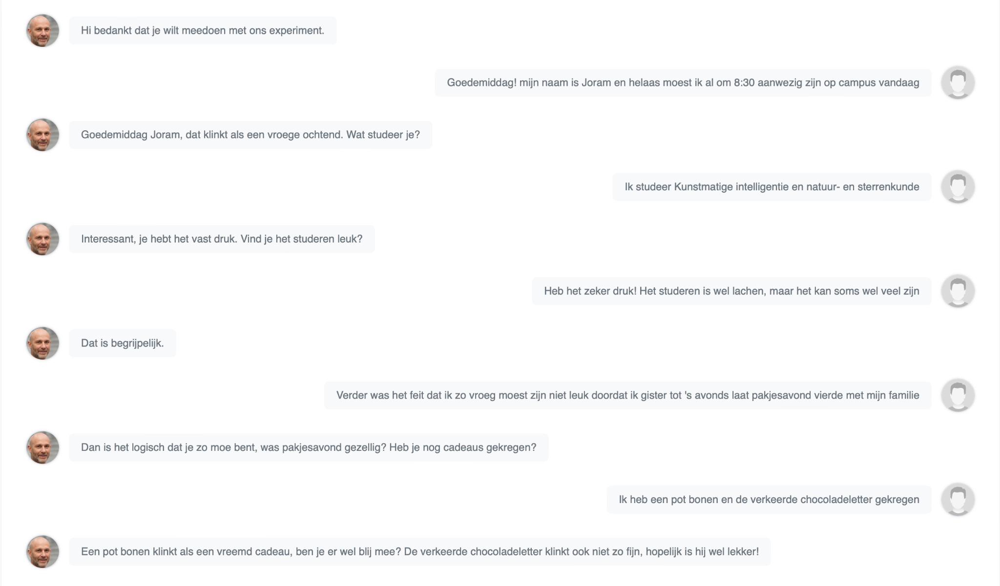 Hi bedankt dat je wilt meedoen met ons experiment.
Goedemiddag! mijn naam is Joram en helaas moest ik al om 8:30 aanwezig zijn op campus vandaag
Goedemiddag Joram, dat klinkt als een vroege ochtend. Wat studeer je?
Ik studeer Kunstmatige intelligentie en natuur- en sterrenkunde
Interessant, je hebt het vast druk. Vind je het studeren leuk?
Heb het zeker druk! Het studeren is wel lachen, maar het kan soms wel veel zijn
Dat is begrijpelijk.
Verder was het feit dat ik zo vroeg moest zijn niet leuk doordat ik gister tot 's avonds laat pakjesavond vierde met mijn familie
Dan is het logisch dat je zo moe bent, was pakjesavond gezellig? Heb je nog cadeaus gekregen?
Ik heb een pot bonen en de verkeerde chocoladeletter gekregen
Een pot bonen klinkt als een vreemd cadeau, ben je er wel blij mee? De verkeerde chocoladeletter klinkt ook niet zo fijn, hopelijk is hij wel lekker!